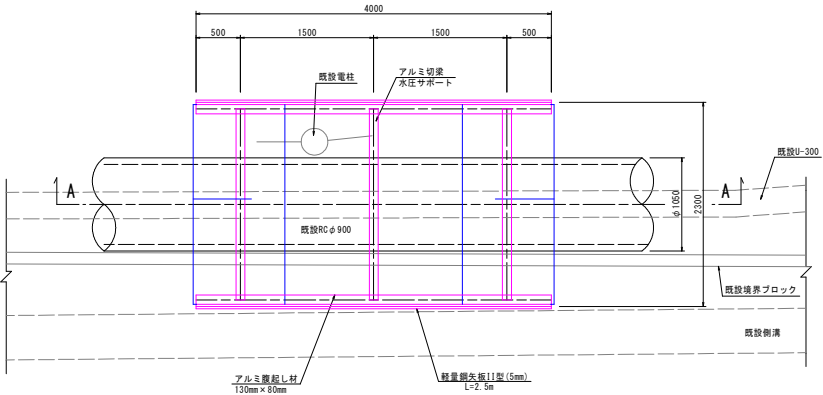 4000
500
1500
1500
500
既設電柱
アルミ切梁
水圧サポート
既設U-300
A
A
φ1050
2300
既設RCφ900
既設境界ブロック
既設側溝
アルミ腹起し材
130mm×80mm
軽量鋼矢板II型(5mm)
L=2.5m